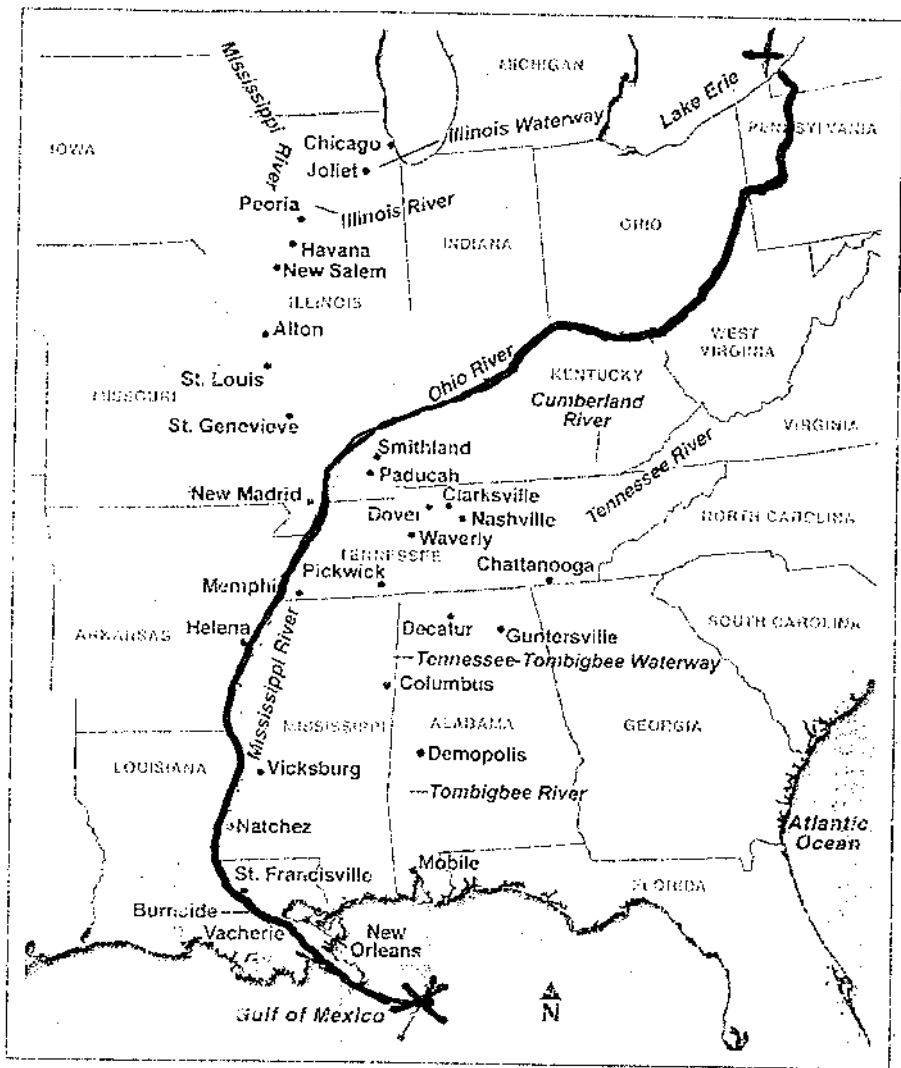 Mississippi River
MICHIGAN
Lake Erie
Illinois Waterway
PENNSYLVANIA
Chicago
IOWA
Joliet
Peoria
Illinois River
OHIO
INDIANA
Havana
New Salem
ILLINOIS
Alton
WEST
VIRGINIA
Ohio River
St. Louis
KENTUCKY
MISSOURI
Cumberland
River
St. Genevieve
VIRGINIA
Smithland
Tennessee River
Paducah
New Madrid
Clarksville
Dover
Nashville
NORTH CAROLINA
Waverly
TENNESSEE
Chattanooga
Pickwick
Memphis
Decatur
SOUTH CAROLINA
ARKANSAS
Helena
Guntersville
Mississippi River
Tennessee-Tombigbee Waterway
Columbus
MISSISSIPPI
ALABAMA
GEORGIA
Demopolis
LOUISIANA
Vicksburg
Tombigbee River
Natchez
Atlantic
Ocean
Mobile
St. Francisville
FLORIDA
Burnside
New
Orleans
Vacherie
N
Gulf of Mexico